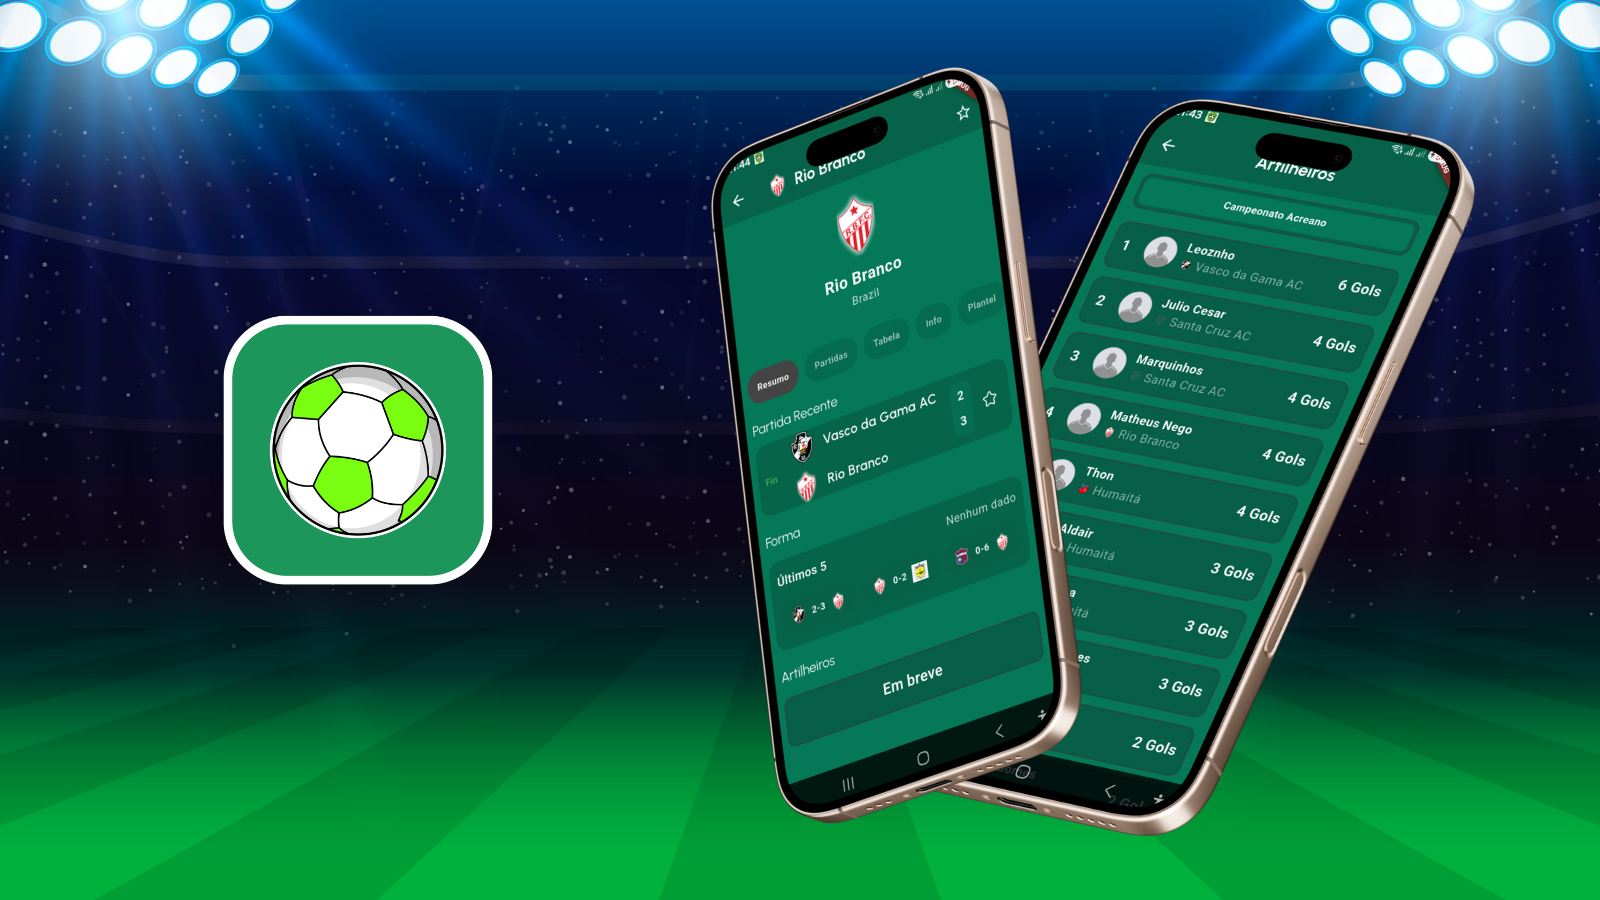 Rio Branco
Rio Branco
Brazil
Resumo
Partidas
Tabela
Info
Plantel
Partida Recente
Vasco da Gama AC
2
Fin
Rio Branco
3
Forma
Nenhum dado
Últimos 5
2-3
0-2
0-6
Artilheiros
Em breve
Artilheiros
Campeonato Acreano
1
Leoznho
Vasco da Gama AC
6 Gols
2
Julio Cesar
Santa Cruz AC
4 Gols
3
Marquinhos
Santa Cruz AC
4 Gols
4
Matheus Nego
Rio Branco
4 Gols
Thon
Humaitá
4 Gols
Aldair
Humaitá
3 Gols
3 Gols
3 Gols
2 Gols